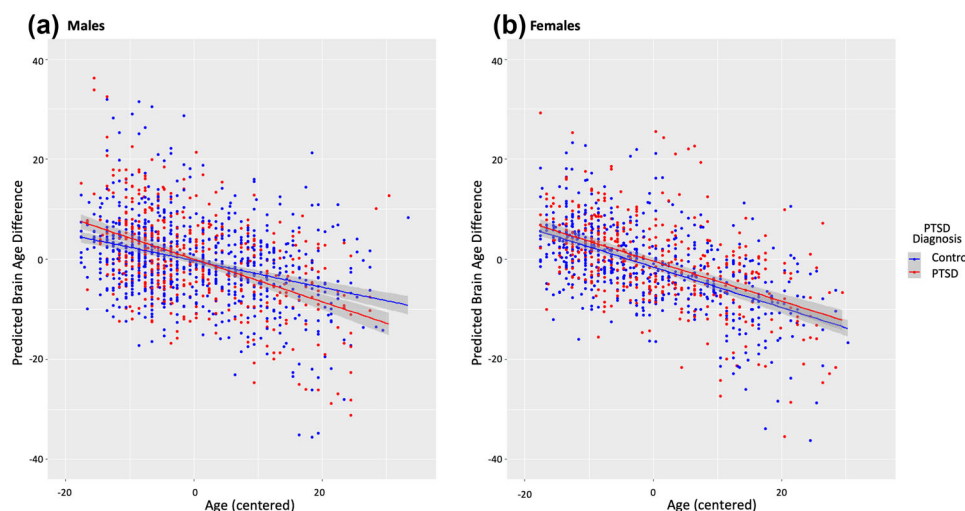 (a) Males
Predicted Brain Age Difference
40
20
0
-20
-40
-20 0 20
Age (centered)
(b) Females
Predicted Brain Age Difference
40
20
0
-20
-40
-20 0 20
Age (centered)
PTSD
Diagnosis
Control
PTSD